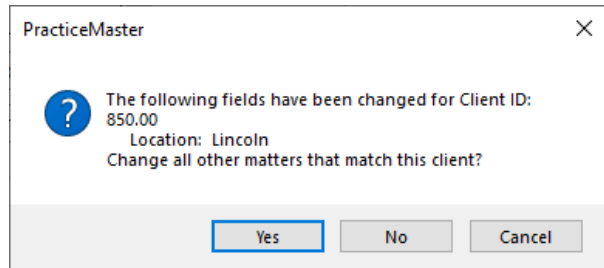 PracticeMaster
The following fields have been changed for Client ID:
850.00
Location: Lincoln
Change all other matters that match this client?
Yes
No
Cancel